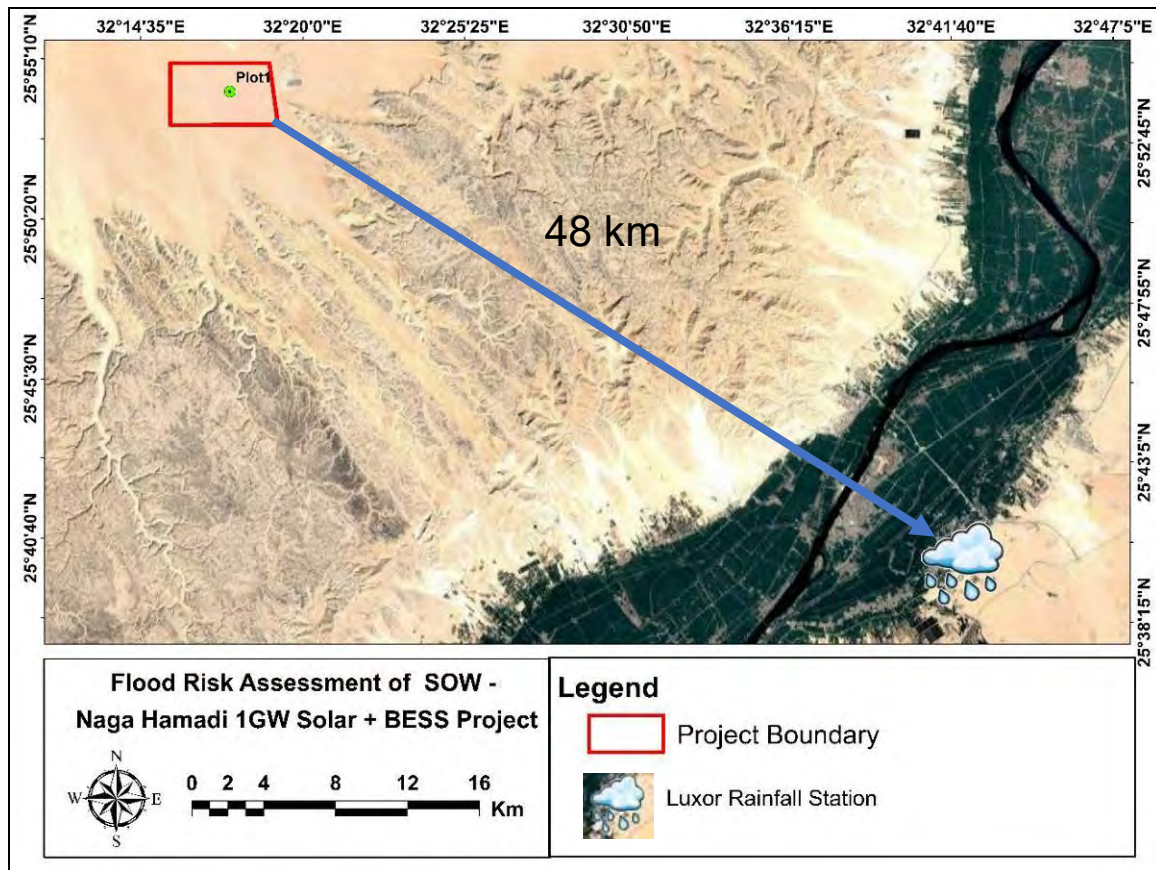 32°14'35"E 32°20'0"E 32°25'25"E 32°30'50"E 32°36'15"E 32°41'40"E 32°47'5"E
25°55'10"N
25°50'20"N
25°45'30"N
25°40'40"N
Plot1
48 km
25°52'45"N
25°47'55"N
25°43'5"N
25°38'15"N
Flood Risk Assessment of SOW -
Naga Hamadi 1GW Solar + BESS Project
N
W E
S
0 2 4 8 12 16
Km
Legend
Project Boundary
Luxor Rainfall Station